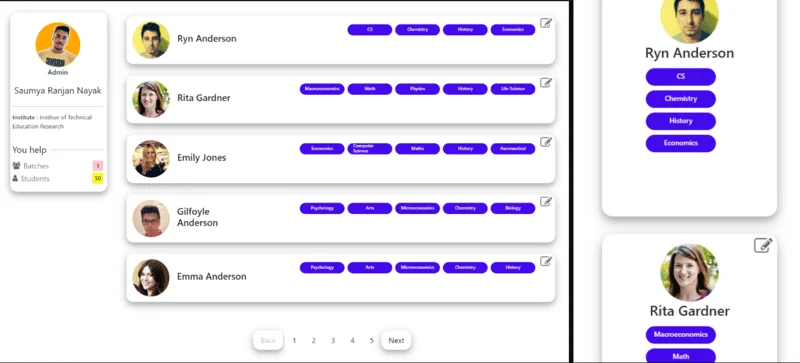 Admin
Saumya Ranjan Nayak
Institute : Institue of Technical
Education Research
You help
Batches 1
Students 50
Ryn Anderson
CS Chemistry History Economics
Rita Gardner
Macroeconomics Math Physics History Life Science
Emily Jones
Economics Computer Science Maths History Aeronautical
Gilfoyle
Anderson
Psychology Arts Microeconomics Chemistry Biology
Emma Anderson
Psychology Arts Microeconomics Chemistry History
Back 1 2 3 4 5 Next
Ryn Anderson
CS
Chemistry
History
Economics
Rita Gardner
Macroeconomics
Math